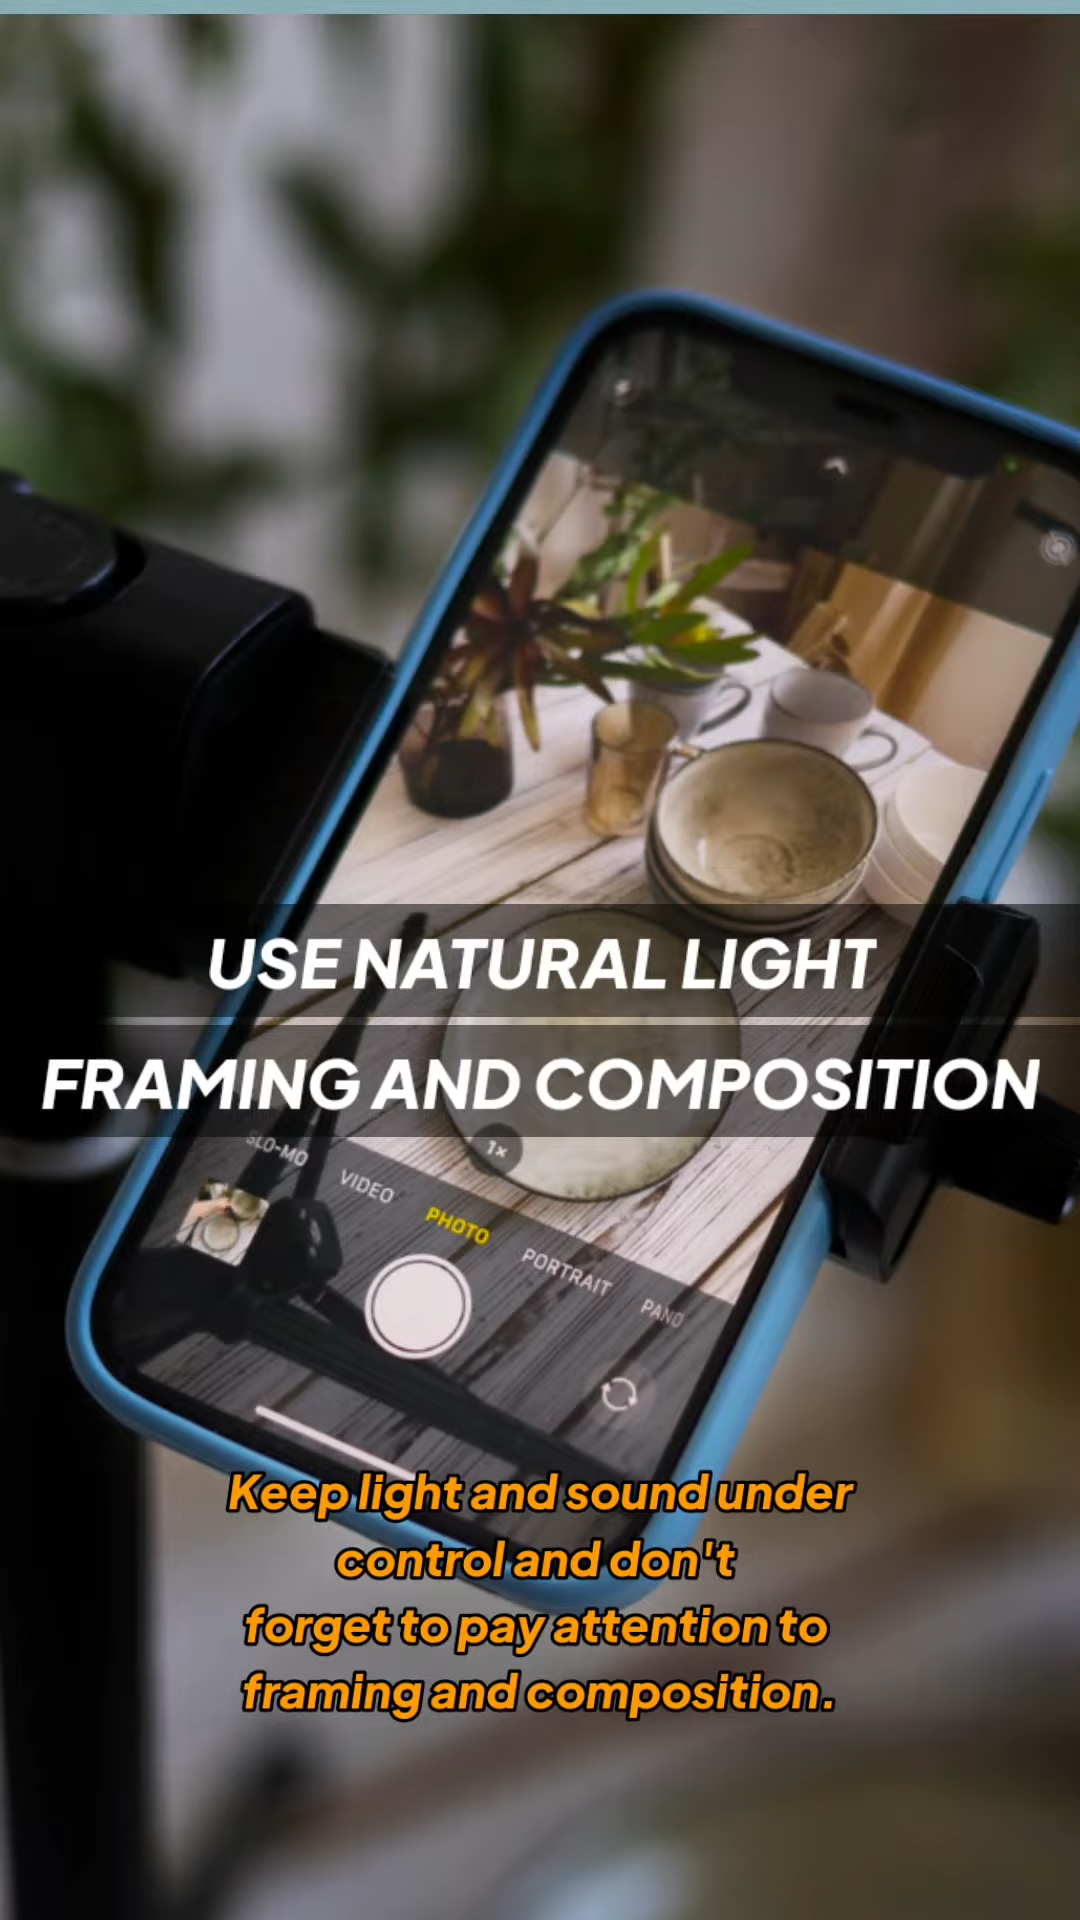 USE NATURAL LIGHT
FRAMING AND COMPOSITION
1×
SLO-MO
VIDEO
PHOTO
PORTRAIT
PANO
Keep light and sound under
control and don't
forget to pay attention to
framing and composition.